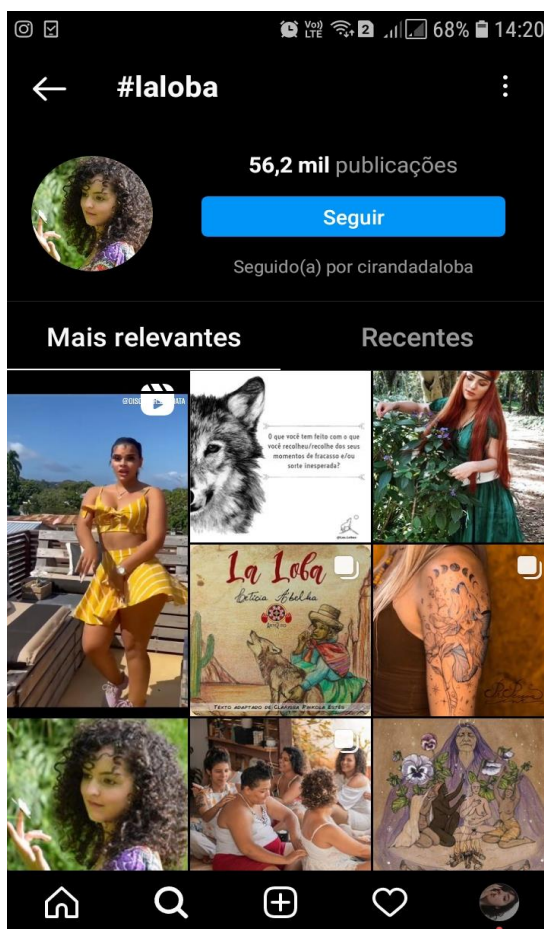 Vo))
LTE
2
68%
14:20
#laloba
56,2 mil publicações
Seguir
Seguido(a) por cirandadaloba
Mais relevantes
Recentes
O que você tem feito com o que
você recolheu/recolhe dos seus
momentos de fracasso e/ou
sorte inesperada?
La Loba
Letícia Abelha
Texto adaptado de Clarissa Pinkola Estés